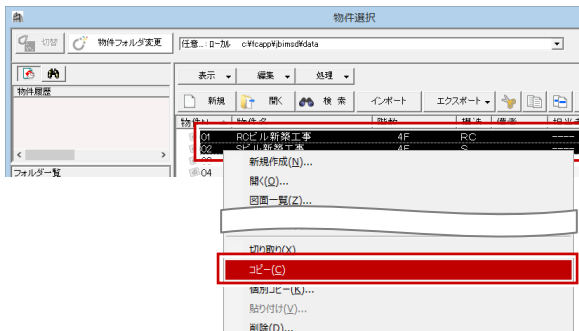 物件選択
切替 物件フォルダ変更 任意..:ローカル c:¥fcapp¥jbimsd¥data
物件履歴
表示 編集 処理
新規 開く 検索 インポート エクスポート
物件名 階数 構造 備考
01 RCビル新築工事 4F RC ----
02 SビL新築工事 4F S ----
04
フォルダ一覧
新規作成(N)...
開く(O)...
図面一覧(Z)...
切り取り(X)
コピー(C)
個別コピー(K)...
貼り付け(V)...
削除(D)...